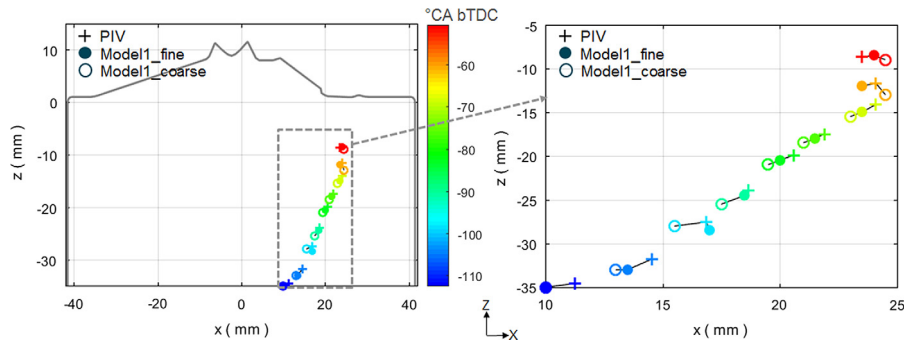 °CA bTDC
PIV
Model1_fine
Model1_coarse
10
0
-10
-20
-30
z ( mm )
-40
-20
0
20
40
x ( mm )
-60
-70
-80
-90
-100
-110
Z
X
PIV
Model1_fine
Model1_coarse
-5
-10
-15
-20
-25
-30
-35
z ( mm )
10
15
20
25
x ( mm )